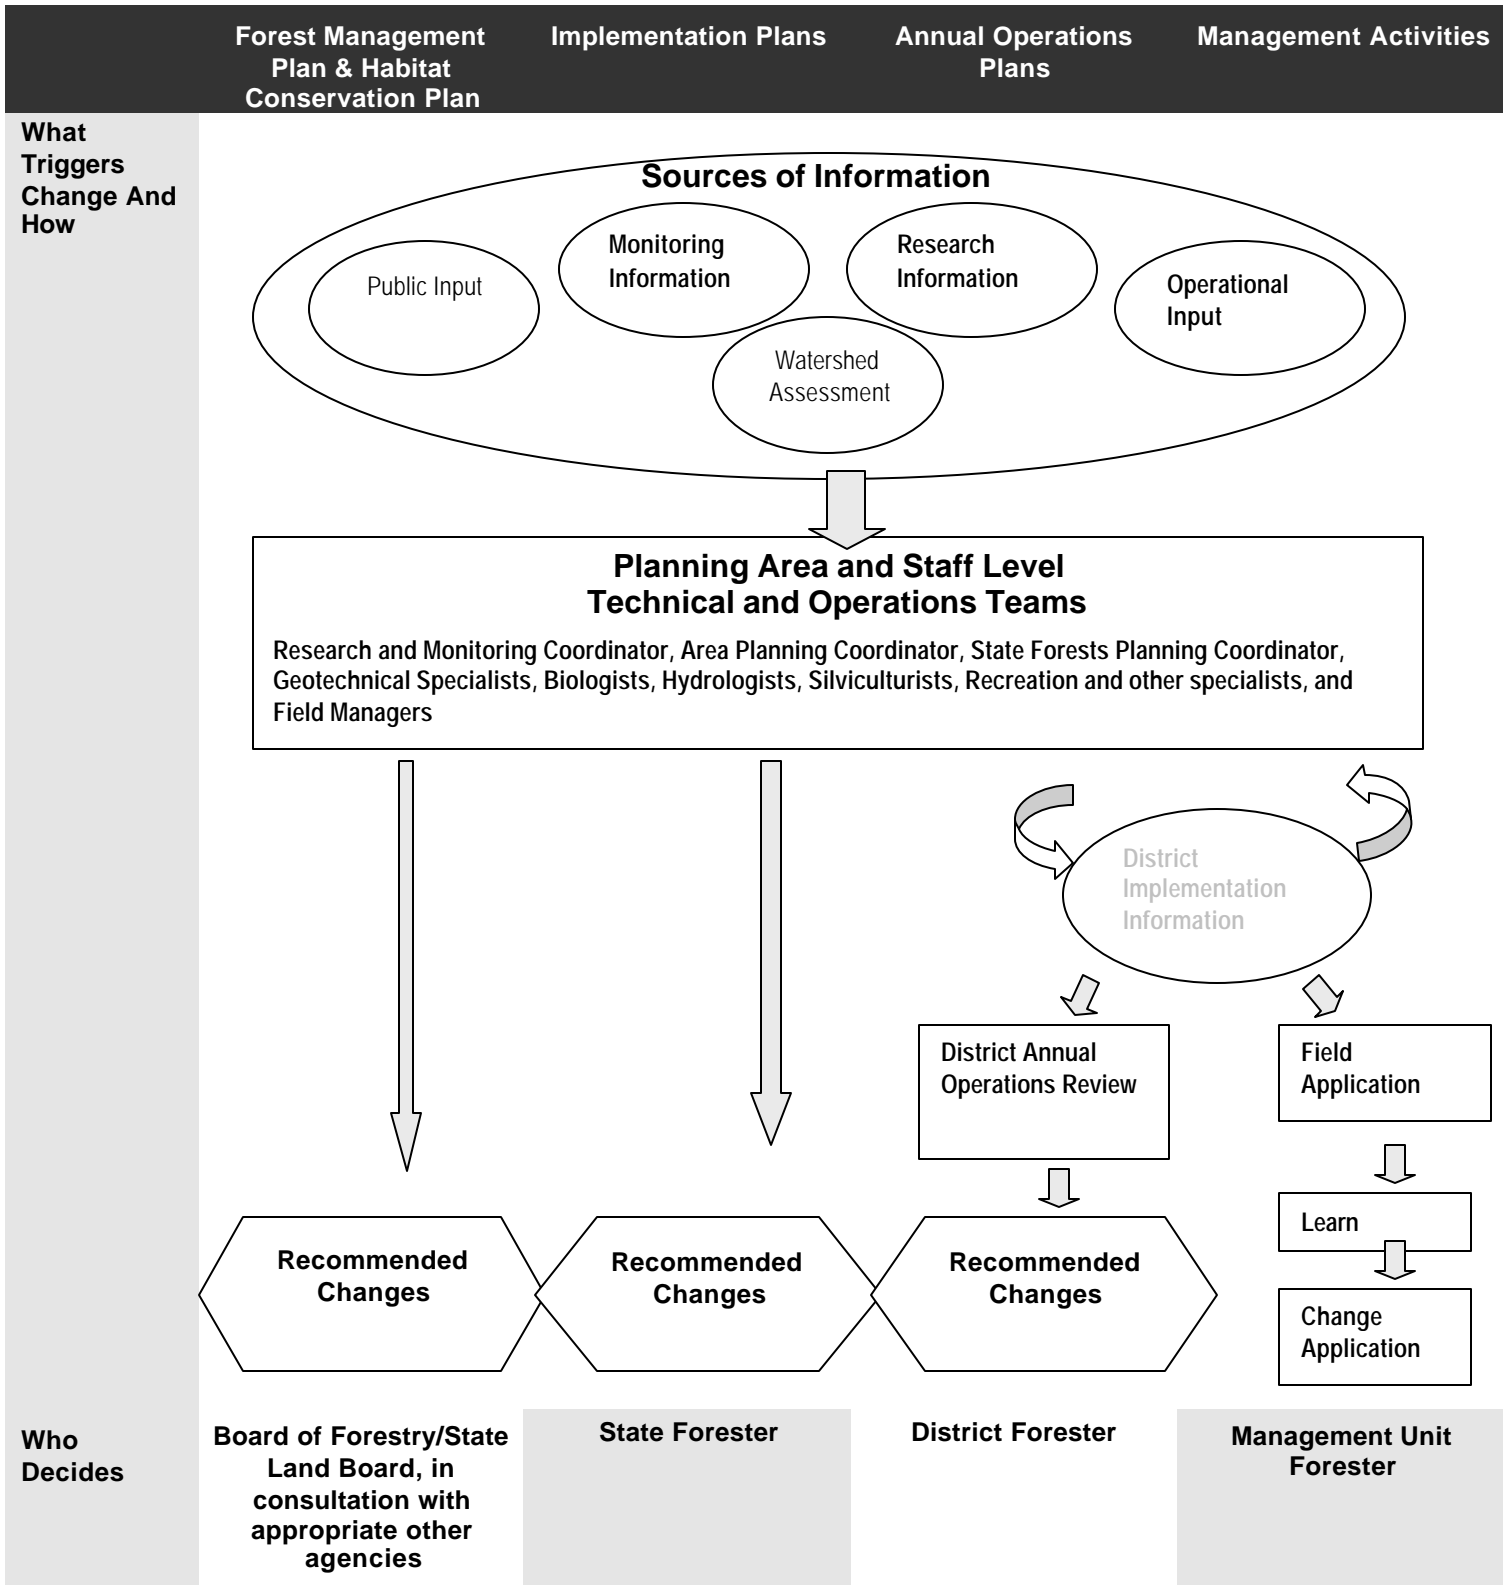 Forest Management
Plan & Habitat
Conservation Plan
Implementation Plans
Annual Operations
Plans
Management Activities
What
Triggers
Change And
How
Sources of Information
Public Input
Monitoring
Information
Research
Information
Operational
Input
Watershed
Assessment
Planning Area and Staff Level
Technical and Operations Teams
Research and Monitoring Coordinator, Area Planning Coordinator, State Forests Planning Coordinator,
Geotechnical Specialists, Biologists, Hydrologists, Silviculturists, Recreation and other specialists, and
Field Managers
District
Implementation
Information
District Annual
Operations Review
Field
Application
Learn
Change
Application
Recommended
Changes
Recommended
Changes
Recommended
Changes
Who
Decides
Board of Forestry/State
Land Board, in
consultation with
appropriate other
agencies
State Forester
District Forester
Management Unit
Forester